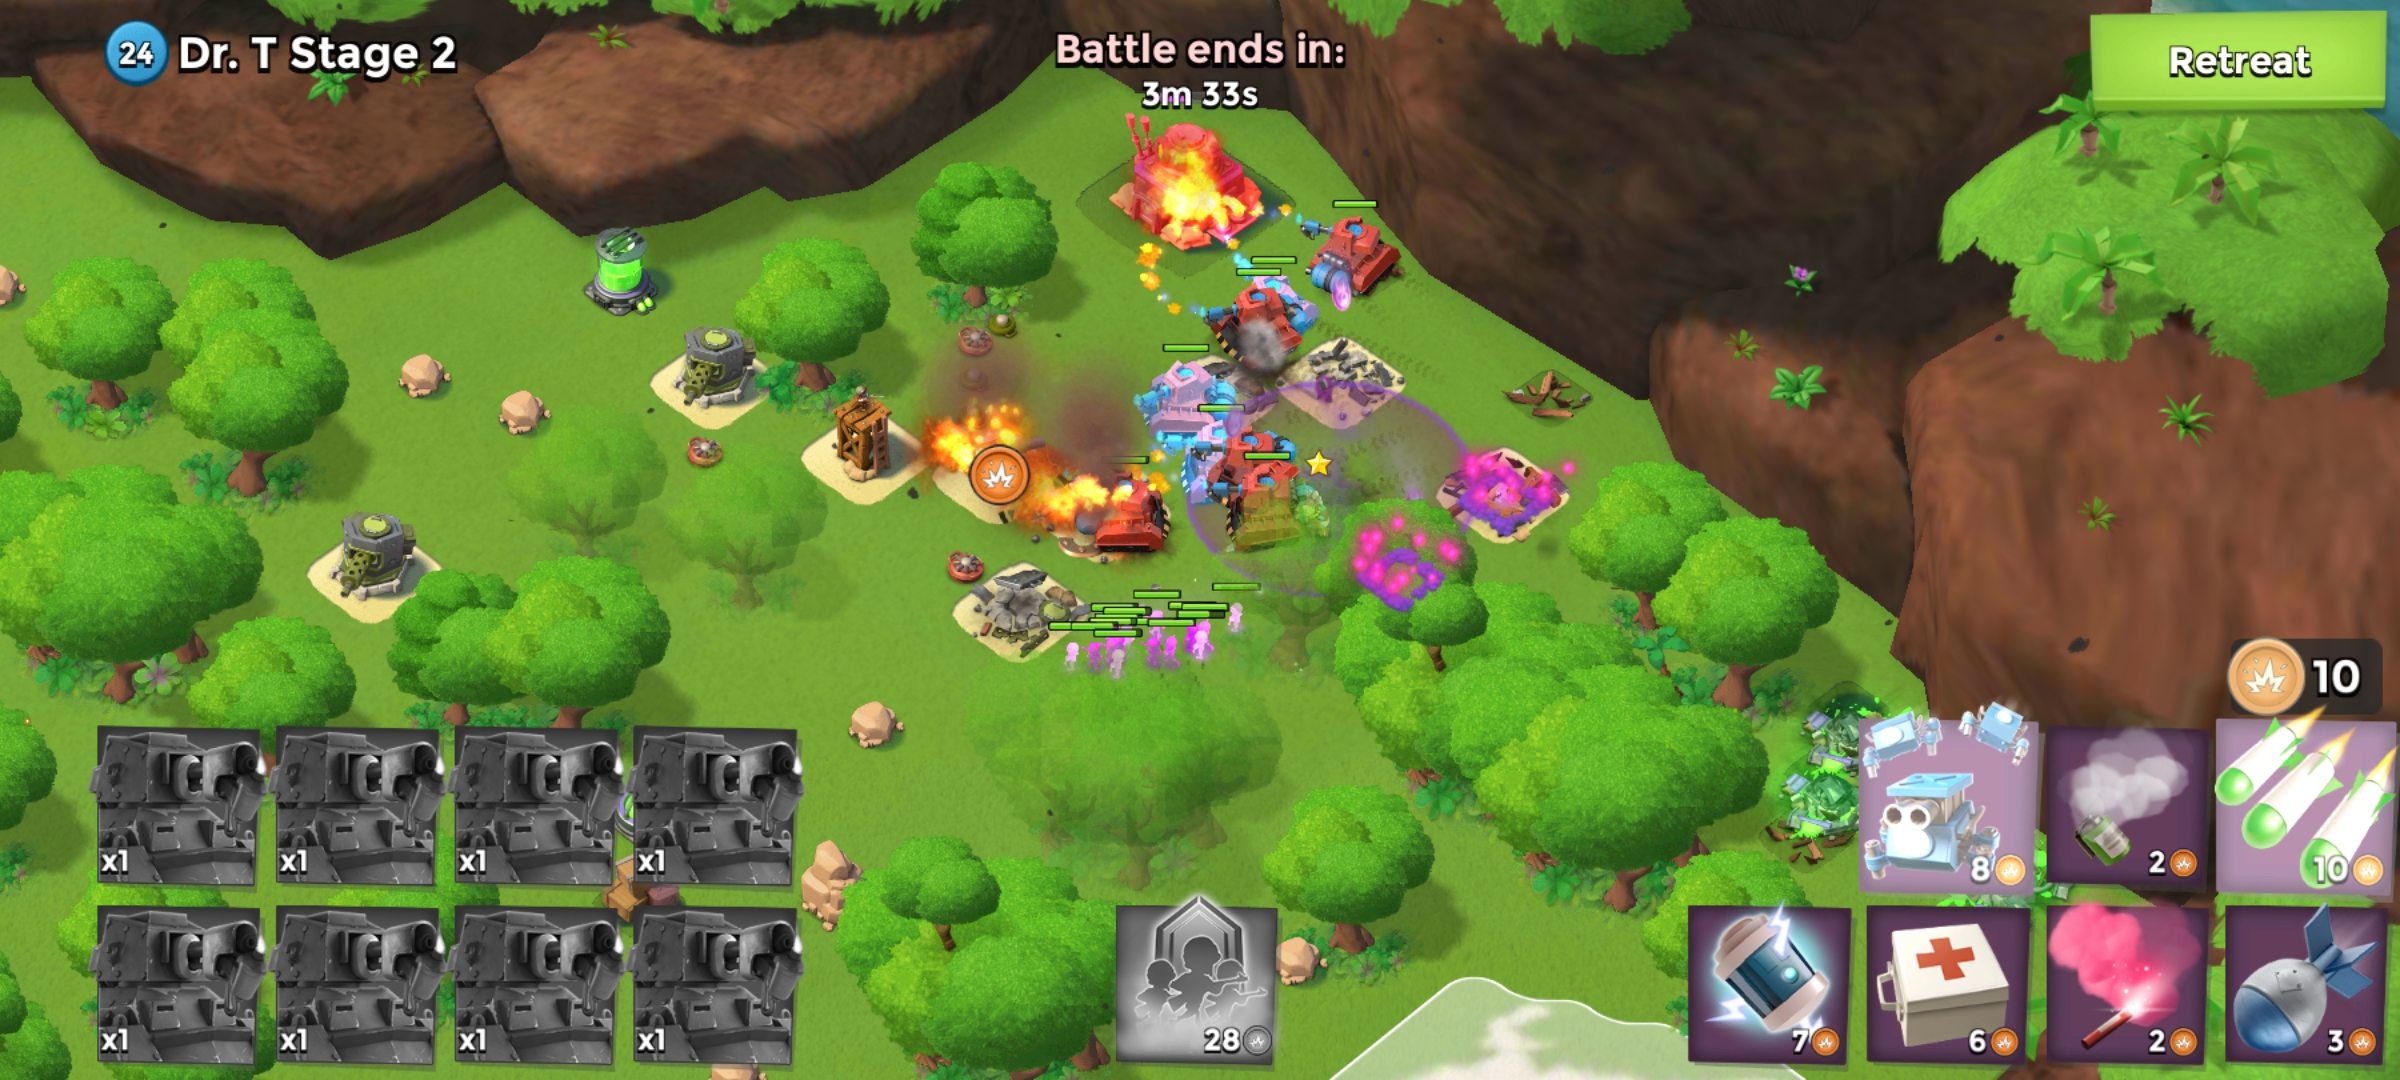 24 Dr. T Stage 2
Battle ends in:
3m 33s
Retreat
10
x1 x1 x1 x1
8 2 10
x1 x1 x1 x1
28
7 6 2 3